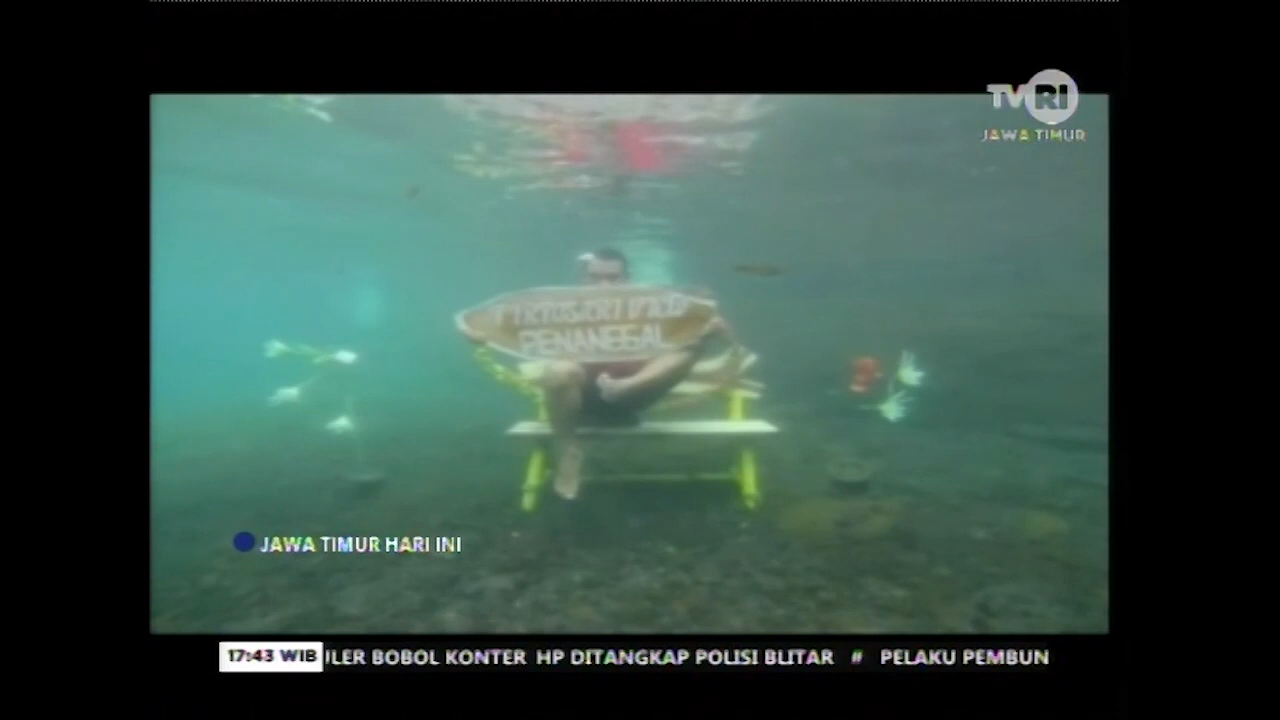 TVRI
JAWA TIMUR
PENANGGAL
JAWA TIMUR HARI INI
17:43 WIB
ULER BOBOL KONTER HP DITANGKAP POLISI BLITAR # PELAKU PEMBUN